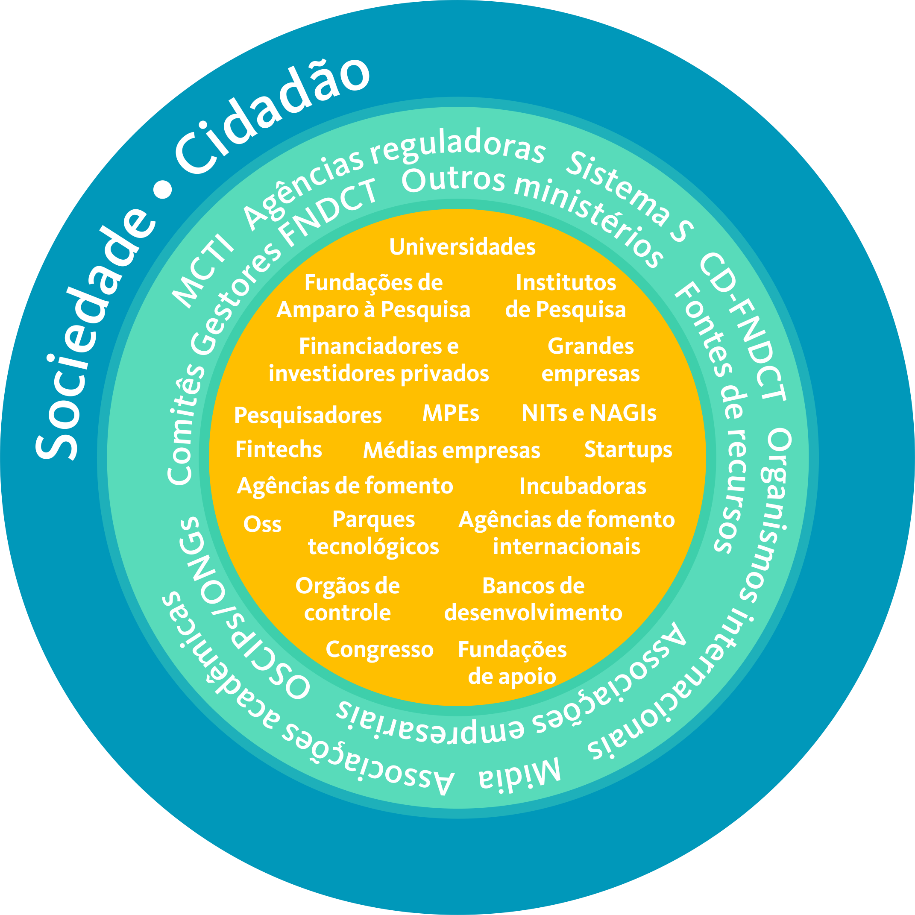 Sociedade • Cidadão
MCTI
Agências reguladoras
Sistema S
CD-FNDCT
Organismos internacionais
Mídia
Associações acadêmicas
Comitês Gestores FNDCT
Outros ministérios
Fontes de recursos
Associações empresariais
OSCIPs/ONGs
Universidades
Fundações de
Amparo à Pesquisa
Institutos
de Pesquisa
Financiadores e
investidores privados
Grandes
empresas
Pesquisadores
MPEs
NITs e NAGIs
Fintechs
Médias empresas
Startups
Agências de fomento
Incubadoras
Oss
Parques
tecnológicos
Agências de fomento
internacionais
Orgãos de
controle
Bancos de
desenvolvimento
Congresso
Fundações
de apoio